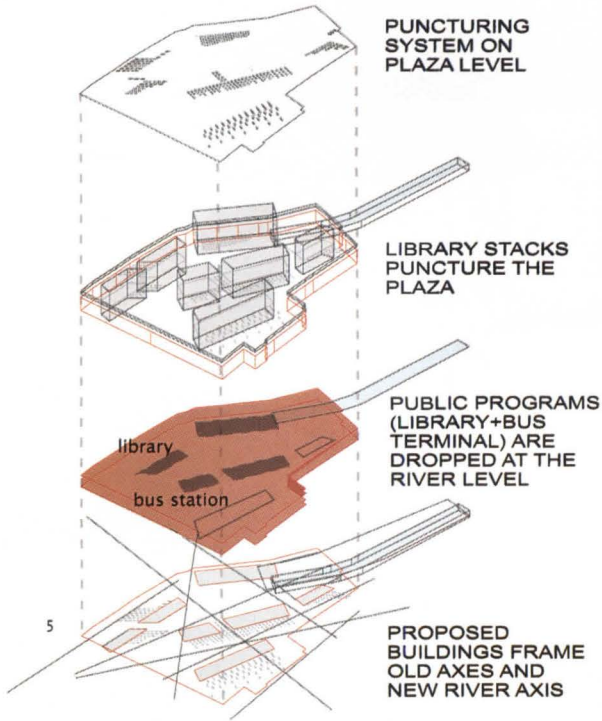 PUNCTURING
SYSTEM ON
PLAZA LEVEL
LIBRARY STACKS
PUNCTURE THE
PLAZA
PUBLIC PROGRAMS
(LIBRARY+BUS
TERMINAL) ARE
DROPPED AT THE
RIVER LEVEL
library
bus station
5
PROPOSED
BUILDINGS FRAME
OLD AXES AND
NEW RIVER AXIS